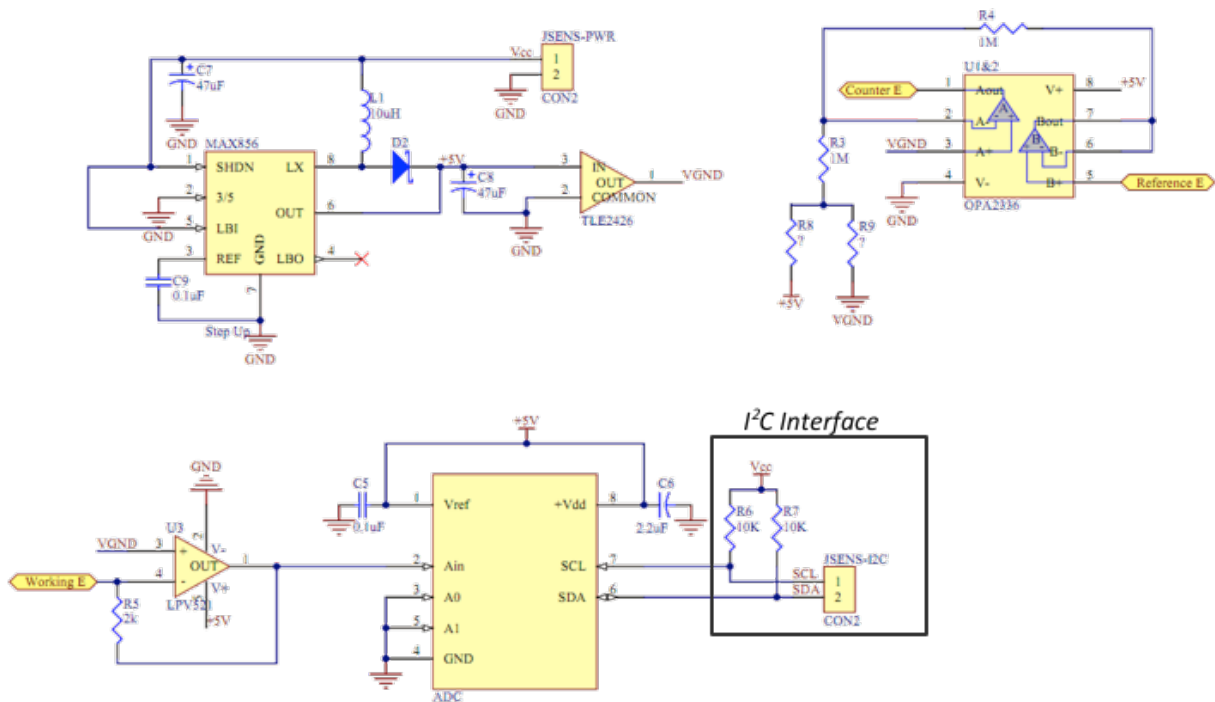 JSENS-PWR
Vcc
1
2
CON2
GND
C7
47uF
GND
L1
10uH
MAX856
1 SHDN LX 8
2 3/5
GND
5 LBI OUT 6
3 REF GND LBO 4
7
C9
0.1uF
Step Up
GND
D2
+5V
C8
47uF
3 IN
OUT 1 VGND
2 COMMON
GND
TLE2426
R4
1M
U1&2
Counter E 1 Aout V+ 8 +5V
2 A- A Bout 7
VGND 3 A+ B B- 6
4 V- B+ 5 Reference E
GND
OPA2336
R3
1M
R8
?
R9
?
+5V
VGND
GND
U3
VGND 3 + 2 V-
OUT 1
Working E 4 - V+
LPV521
+5V
R5
2k
+5V
C5
0.1uF
C6
2.2uF
1 Vref +Vdd 8
2 Ain SCL 7
3 A0 SDA 6
5 A1
4 GND
ADC
I²C Interface
Vcc
R6
10K
R7
10K
JSENS-I2C
SCL 1
SDA 2
CON2